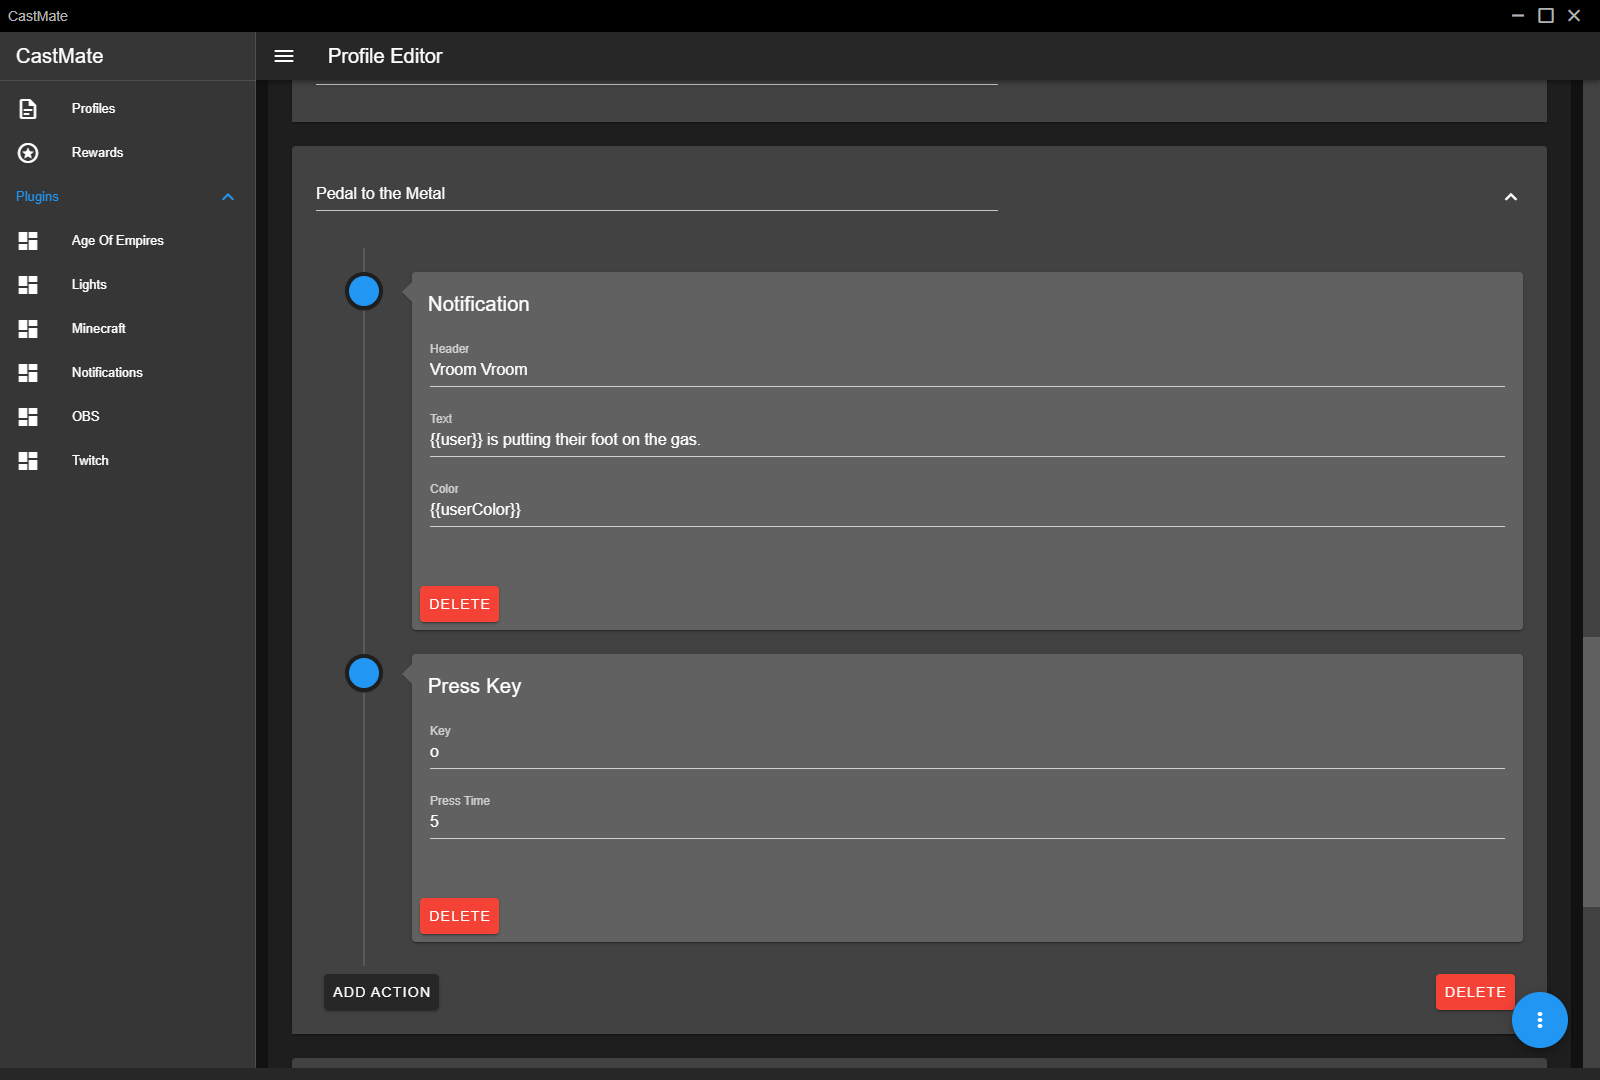 CastMate
CastMate
Profile Editor
Profiles
Rewards
Plugins
Age Of Empires
Lights
Minecraft
Notifications
OBS
Twitch
Pedal to the Metal
Notification
Header
Vroom Vroom
Text
{{user}} is putting their foot on the gas.
Color
{{userColor}}
DELETE
Press Key
Key
o
Press Time
5
DELETE
ADD ACTION
DELETE